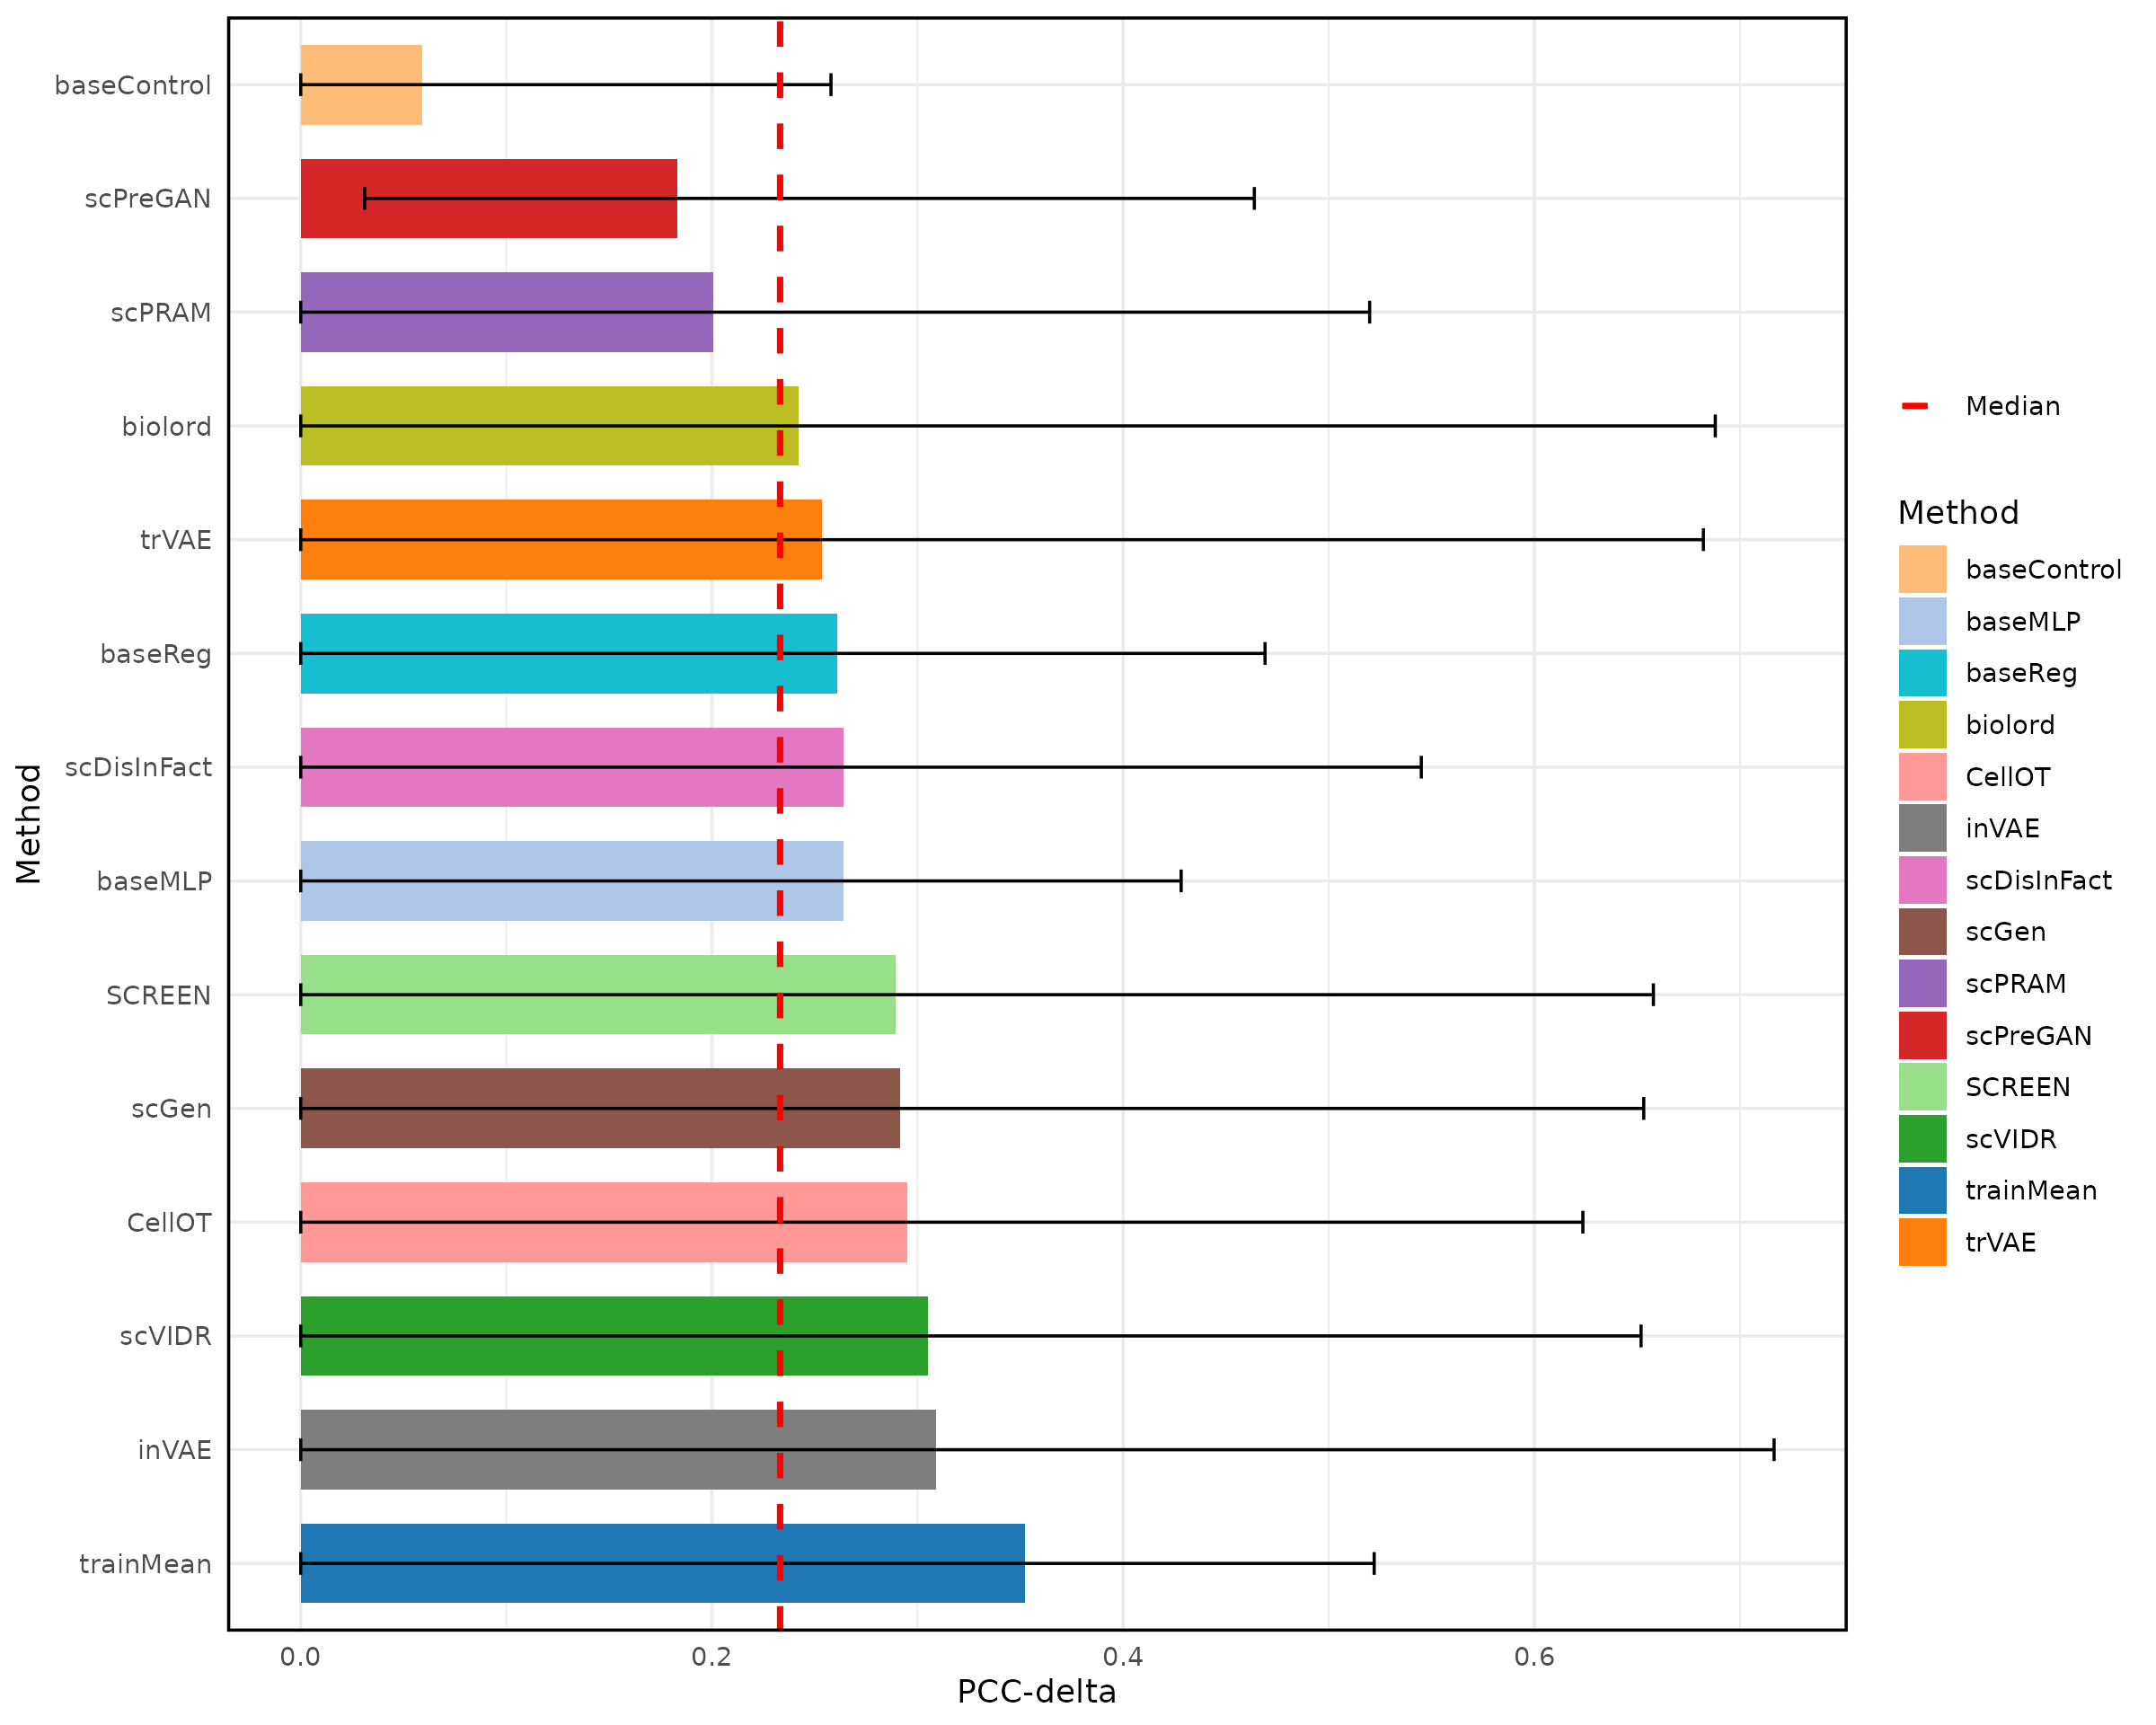 baseControl
scPreGAN
scPRAM
biolord
trVAE
baseReg
scDisInFact
baseMLP
SCREEN
scGen
CellOT
scVIDR
inVAE
trainMean
Method
0.0 0.2 0.4 0.6
PCC-delta
Median
Method
baseControl
baseMLP
baseReg
biolord
CellOT
inVAE
scDisInFact
scGen
scPRAM
scPreGAN
SCREEN
scVIDR
trainMean
trVAE